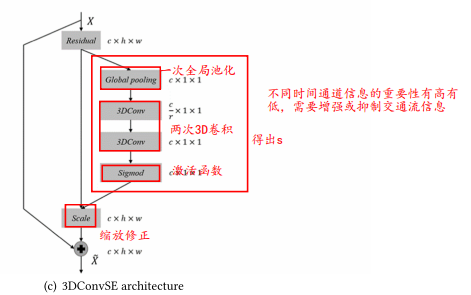 X
Residual c × h × w
Global pooling 一次全局池化
c × 1 × 1
3DConv c/r × 1 × 1
两次3D卷积
3DConv c × 1 × 1
激活函数
Sigmod c × 1 × 1
得出s
不同时间通道信息的重要性有高有
低，需要增强或抑制交通流信息
Scale c × h × w
缩放修正
c × h × w
X̃
(c) 3DConvSE architecture